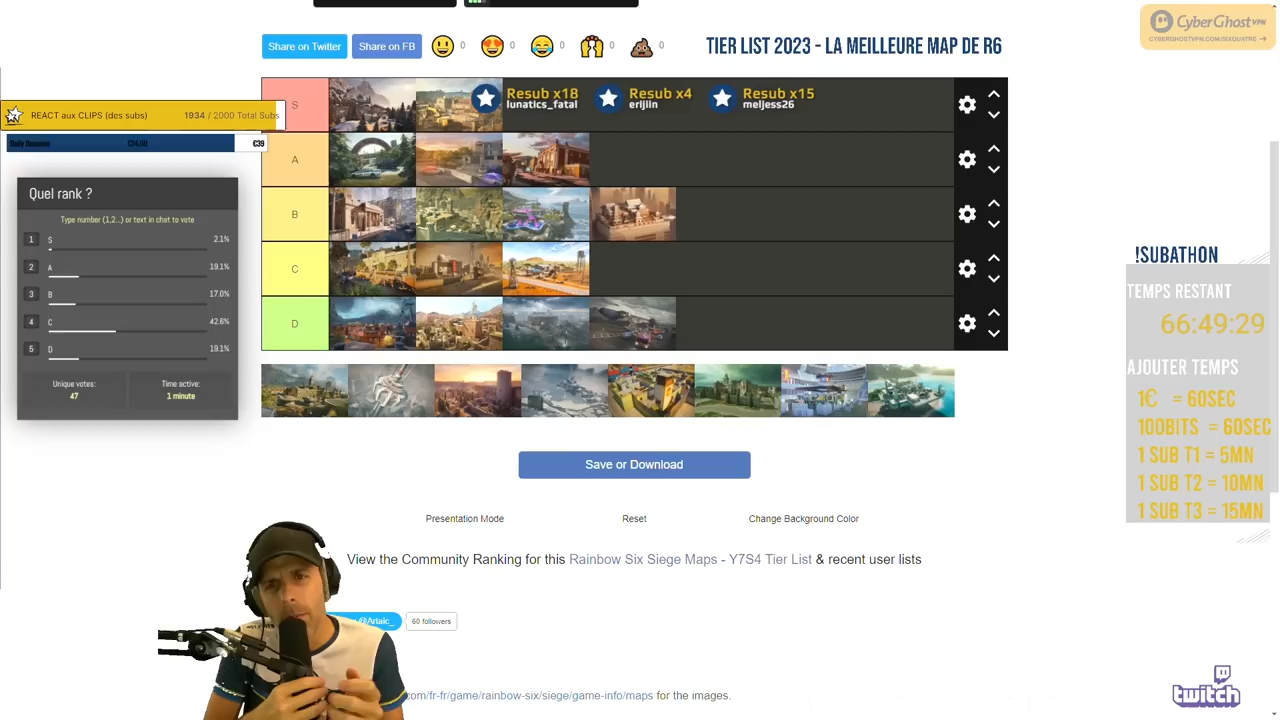 Share on Twitter
Share on FB
0
0
0
0
0
TIER LIST 2023 - LA MEILLEURE MAP DE R6
CyberGhost VPN
CYBERGHOSTVPN.COM/SIXQUATRE
REACT aux CLIPS (des subs)
1934 / 2000 Total Subs
€39
Quel rank ?
Type number (1,2...) or text in chat to vote
1 S 2.1%
2 A 19.1%
3 B 17.0%
4 C 42.6%
5 D 19.1%
Unique votes:
47
Time active:
1 minute
S
Resub x18
lunatics_fatal
Resub x4
erijiin
Resub x15
meljess26
A
B
C
D
!SUBATHON
TEMPS RESTANT
66:49:29
AJOUTER TEMPS
1€ = 60SEC
100BITS = 60SEC
1 SUB T1 = 5MN
1 SUB T2 = 10MN
1 SUB T3 = 15MN
Save or Download
Presentation Mode
Reset
Change Background Color
View the Community Ranking for this Rainbow Six Siege Maps - Y7S4 Tier List & recent user lists
@Arlaic_
60 followers
com/fr-fr/game/rainbow-six/siege/game-info/maps for the images.
twitch